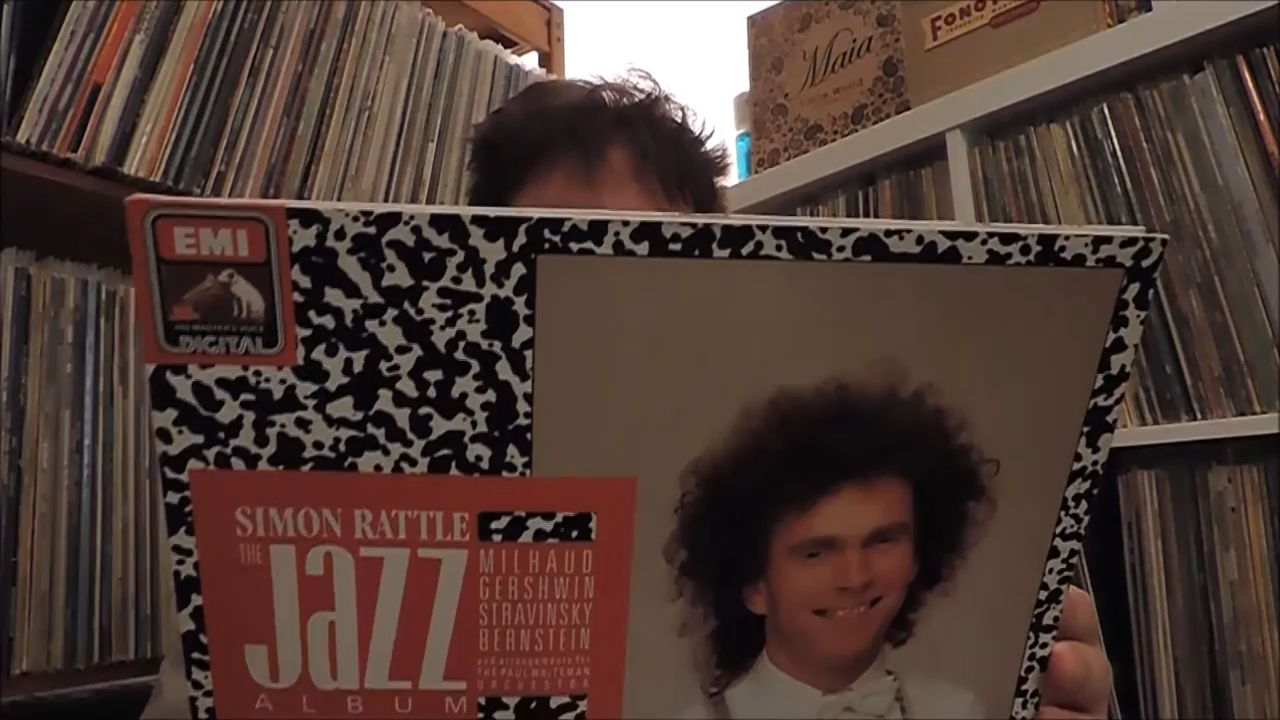 Maia
FONO
EMI
HIS MASTER'S VOICE
DIGITAL
SIMON RATTLE
THE
JAZZ
ALBUM
MILHAUD
GERSHWIN
STRAVINSKY
BERNSTEIN
and arrangements for
THE PAUL WHITEMAN
ORCHESTRA